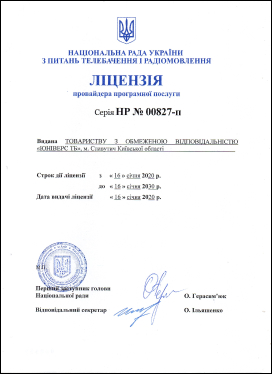 НАЦІОНАЛЬНА РАДА УКРАЇНИ
З ПИТАНЬ ТЕЛЕБАЧЕННЯ І РАДІОМОВЛЕННЯ
ЛІЦЕНЗІЯ
провайдера програмної послуги
Серія НР № 00827-п
Видана ТОВАРИСТВУ З ОБМЕЖЕНОЮ ВІДПОВІДАЛЬНІСТЮ
«ЮНІВЕРС ТБ», м. Славутич Київської області
Строк дії ліцензії з « 16 » січня 2020 р.
до « 16 » січня 2030 р.
Дата видачі ліцензії « 16 » січня 2020 р.
Перший заступник голови
Національної ради О. Герасим'юк
Відповідальний секретар О. Ільяшенко